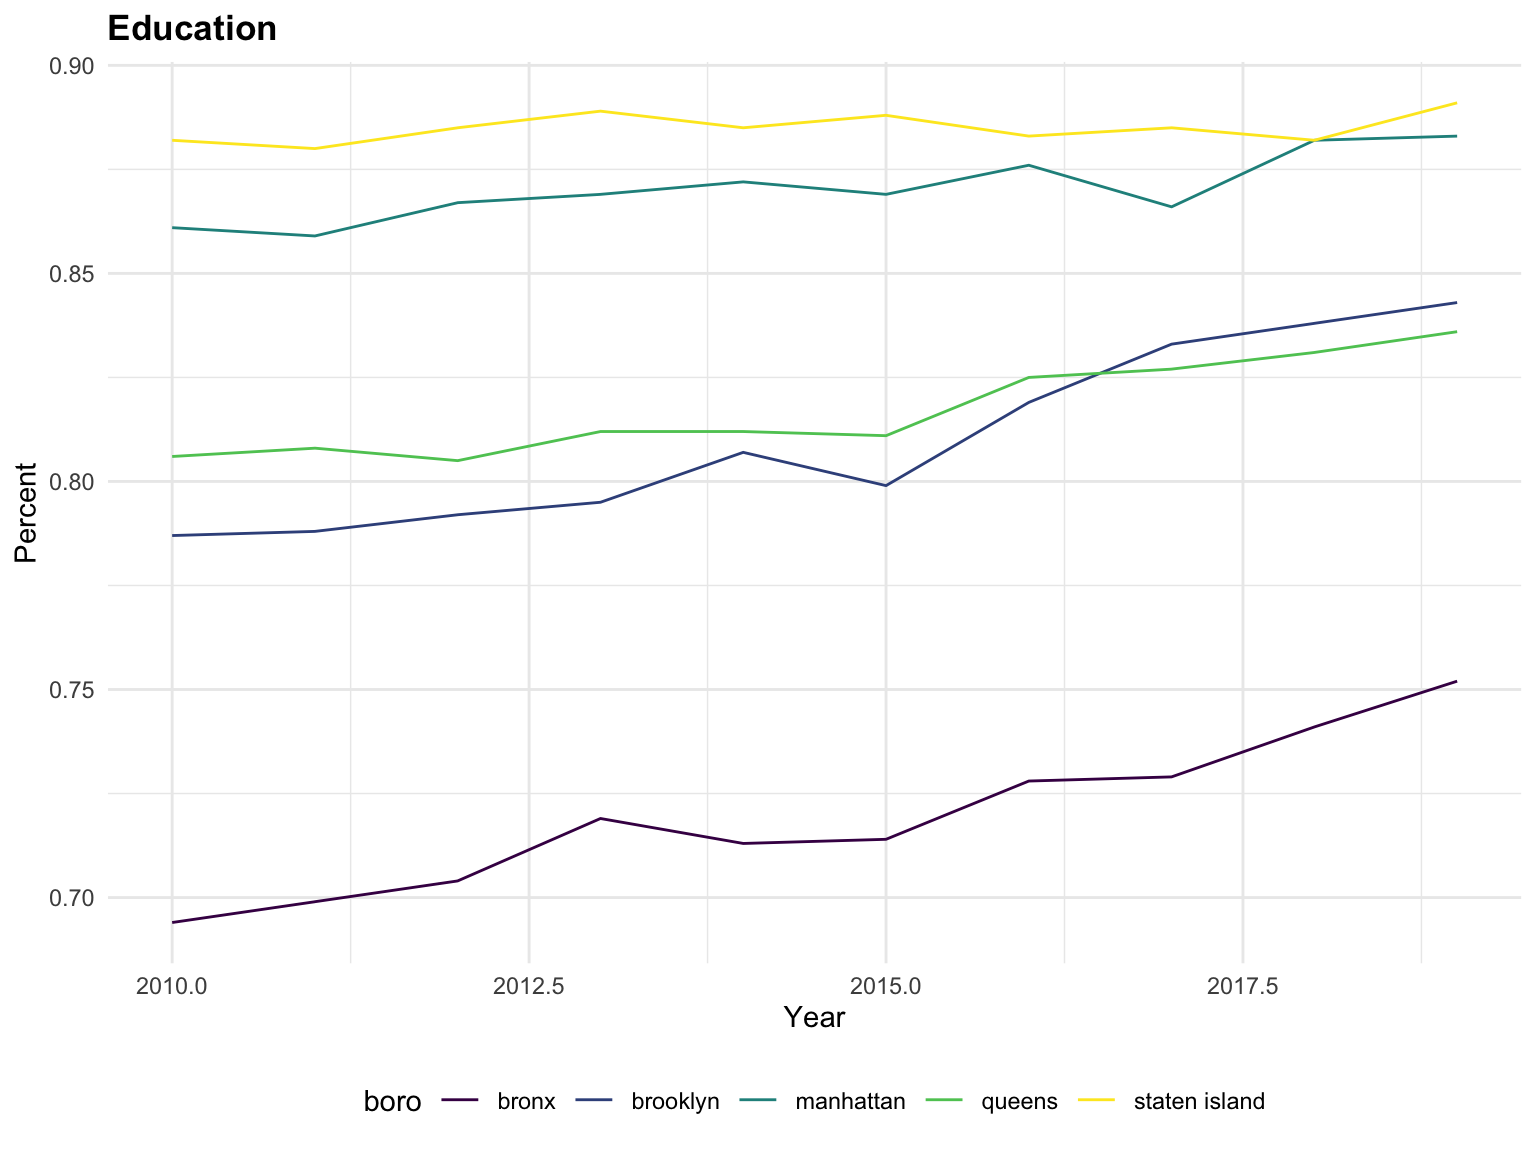 Education
0.90
0.85
0.80
0.75
0.70
Percent
2010.0 2012.5 2015.0 2017.5
Year
boro bronx brooklyn manhattan queens staten island